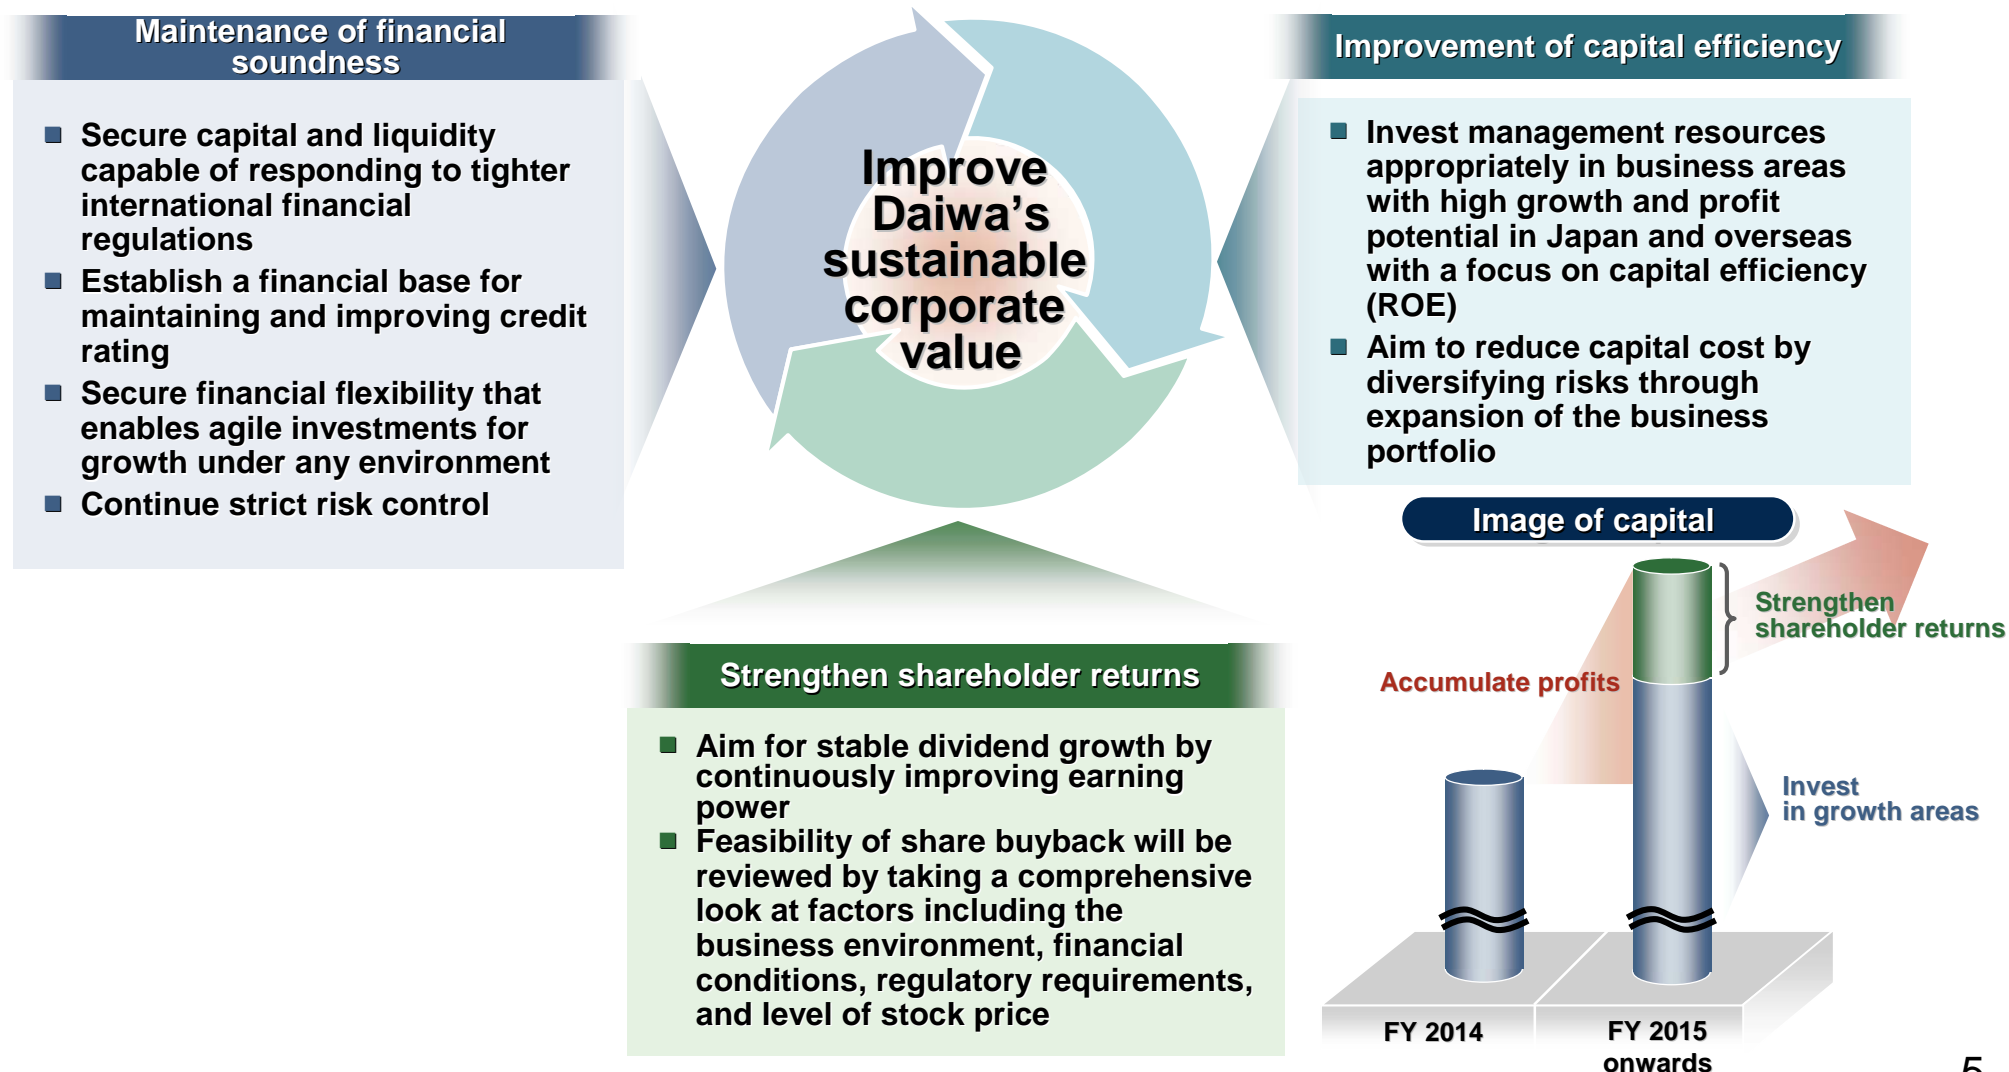 Maintenance of financial
soundness
Secure capital and liquidity
capable of responding to tighter
international financial
regulations
Establish a financial base for
maintaining and improving credit
rating
Secure financial flexibility that
enables agile investments for
growth under any environment
Continue strict risk control
Improve
Daiwa’s
sustainable
corporate
value
Improvement of capital efficiency
Invest management resources
appropriately in business areas
with high growth and profit
potential in Japan and overseas
with a focus on capital efficiency
(ROE)
Aim to reduce capital cost by
diversifying risks through
expansion of the business
portfolio
Strengthen shareholder returns
Aim for stable dividend growth by
continuously improving earning
power
Feasibility of share buyback will be
reviewed by taking a comprehensive
look at factors including the
business environment, financial
conditions, regulatory requirements,
and level of stock price
Image of capital
Strengthen
shareholder returns
Accumulate profits
Invest
in growth areas
FY 2014
FY 2015
onwards
5